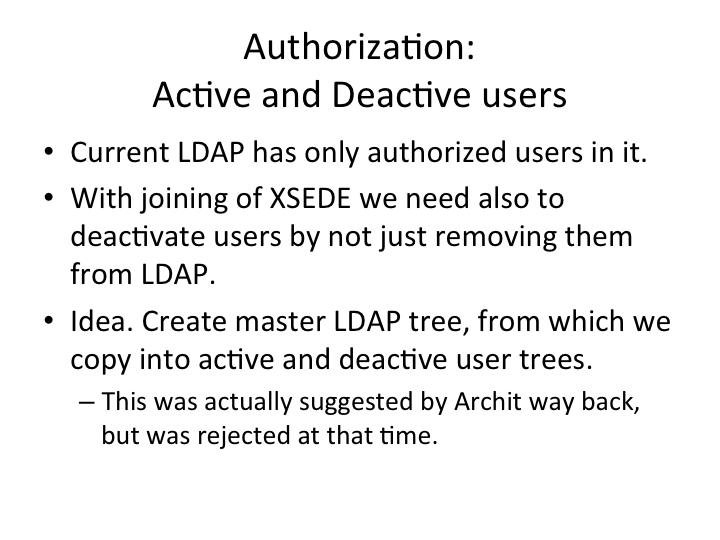 Authorization:
Active and Deactive users
• Current LDAP has only authorized users in it.
• With joining of XSEDE we need also to
deactivate users by not just removing them
from LDAP.
• Idea. Create master LDAP tree, from which we
copy into active and deactive user trees.
– This was actually suggested by Archit way back,
but was rejected at that time.